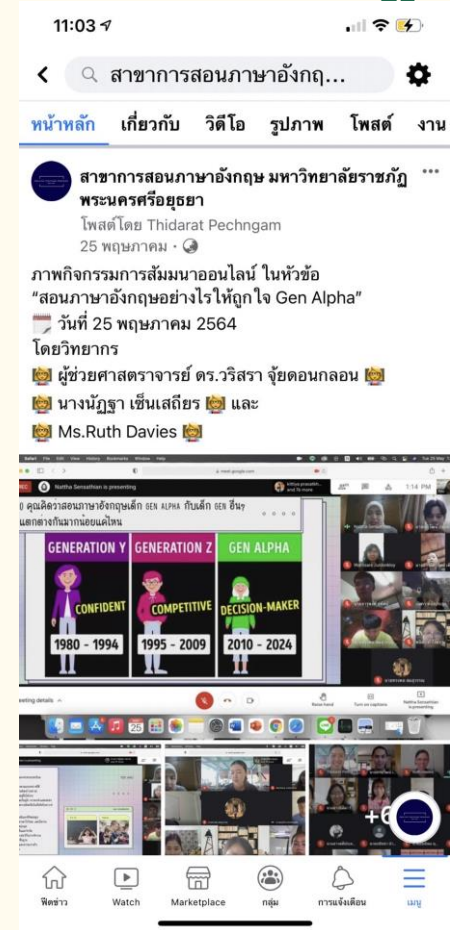 11:03
สาขาการสอนภาษาอังกฤ...
หน้าหลัก เกี่ยวกับ วิดีโอ รูปภาพ โพสต์ งาน
สาขาการสอนภาษาอังกฤษ มหาวิทยาลัยราชภัฏ
พระนครศรีอยุธยา
โพสต์โดย Thidarat Pechngam
25 พฤษภาคม ·
ภาพกิจกรรมการสัมมนาออนไลน์ ในหัวข้อ
“สอนภาษาอังกฤษอย่างไรให้ถูกใจ Gen Alpha”
วันที่ 25 พฤษภาคม 2564
โดยวิทยากร
ผู้ช่วยศาสตราจารย์ ดร.วริสรา จุ้ยดอนกลอน
นางนัฏฐา เซ็นเสถียร และ
Ms.Ruth Davies
Nattha Sensathian is presenting
1:14 PM
คุณคิดว่าสอนภาษาอังกฤษเด็ก GEN ALPHA กับเด็ก GEN อื่นๆ
แตกต่างกันมากน้อยแค่ไหน
GENERATION Y GENERATION Z GEN ALPHA
CONFIDENT COMPETITIVE DECISION-MAKER
1980 - 1994 1995 - 2009 2010 - 2024
eting details
Raise hand Turn on captions Nattha Sensathian is presenting
+6
ฟีดข่าว Watch Marketplace กลุ่ม การแจ้งเตือน เมนู